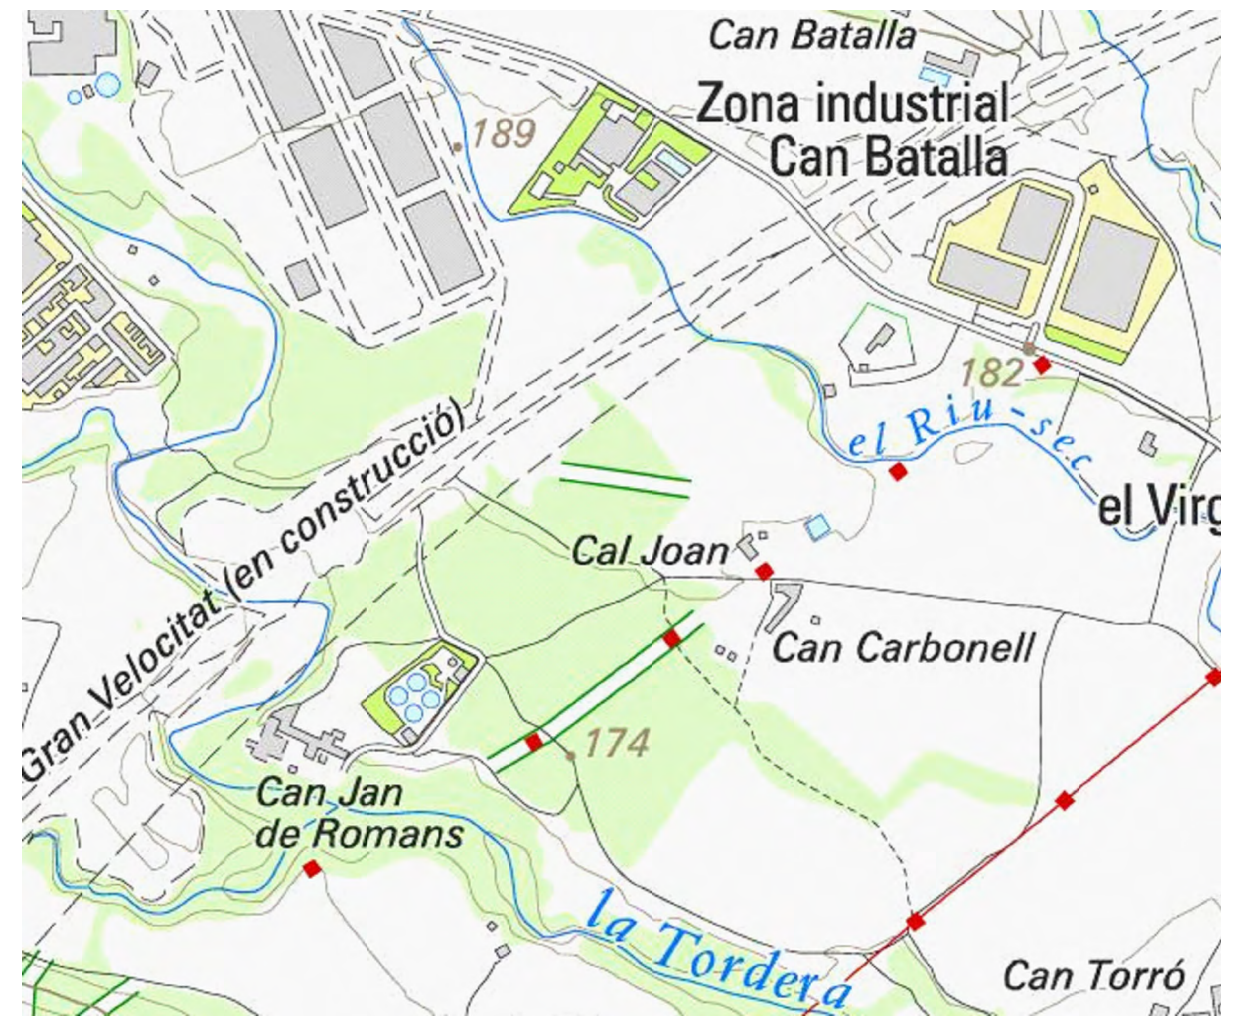 Can Batalla
Zona industrial
Can Batalla
189
182
el Riu-sec
el Virg
Gran Velocitat (en construcció)
Cal Joan
Can Carbonell
174
Can Jan
de Romans
la Tordera
Can Torró